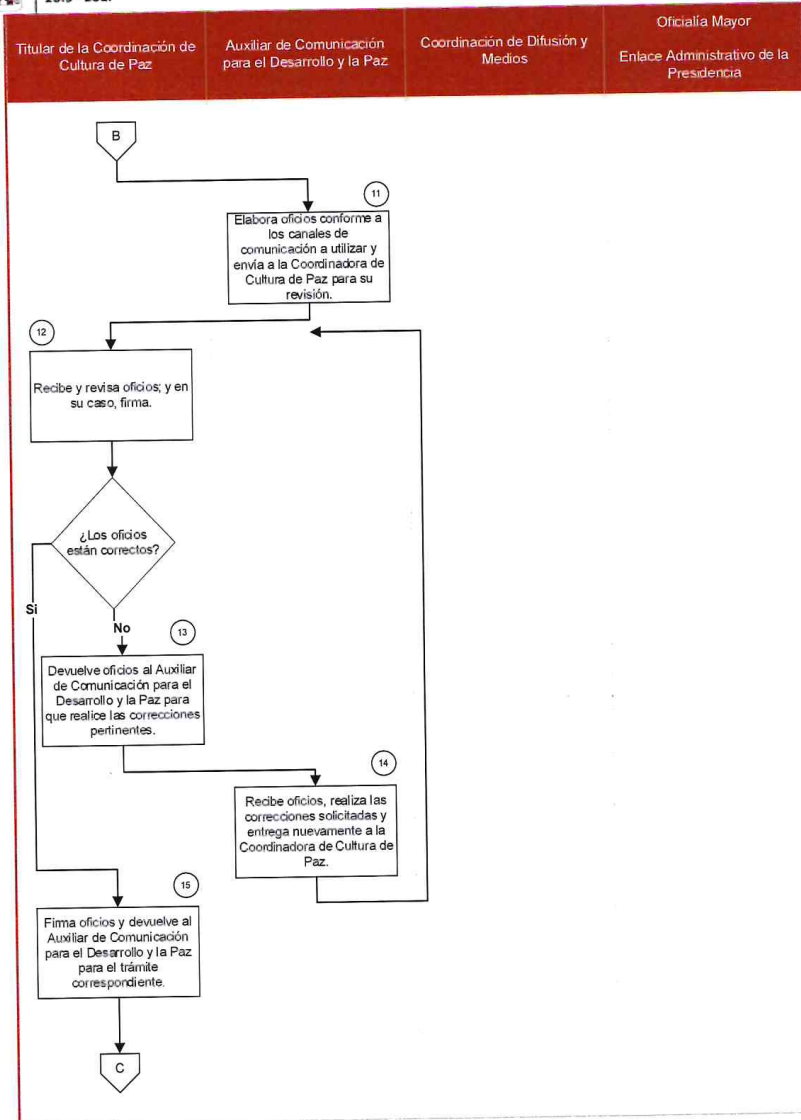 Titular de la Coordinación de
Cultura de Paz
Auxiliar de Comunicación
para el Desarrollo y la Paz
Coordinación de Difusión y
Medios
Oficialía Mayor
Enlace Administrativo de la
Presidencia
B
11
Elabora oficios conforme a
los canales de
comunicación a utilizar y
envía a la Coordinadora de
Cultura de Paz para su
revisión.
12
Recibe y revisa oficios; y en
su caso, firma.
¿Los oficios
están correctos?
Si
No
13
Devuelve oficios al Auxiliar
de Comunicación para el
Desarrollo y la Paz para
que realice las correcciones
pertinentes.
14
Recibe oficios, realiza las
correcciones solicitadas y
entrega nuevamente a la
Coordinadora de Cultura de
Paz.
15
Firma oficios y devuelve al
Auxiliar de Comunicación
para el Desarrollo y la Paz
para el trámite
correspondiente.
C